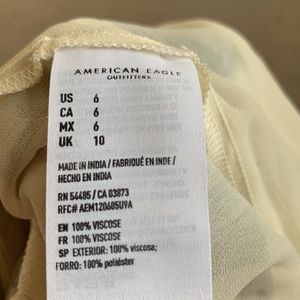 AMERICAN EAGLE
OUTFITTERS
US 6
CA 6
MX 6
UK 10
MADE IN INDIA / FABRIQUÉ EN INDE /
HECHO EN INDIA
RN 54485 / CA 03873
RFC# AEM120605U9A
EN 100% VISCOSE
FR 100% VISCOSE
SP EXTERIOR: 100% viscosa;
FORRO: 100% poliéster